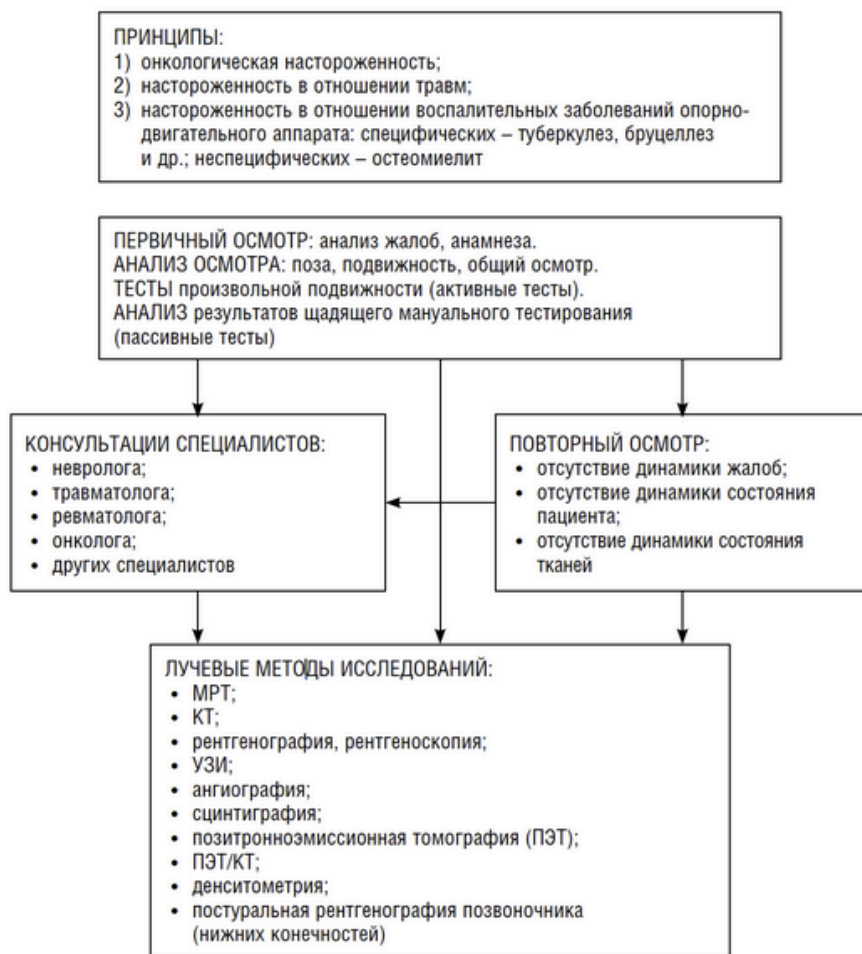 ПРИНЦИПЫ:
1) онкологическая настороженность;
2) настороженность в отношении травм;
3) настороженность в отношении воспалительных заболеваний опорно-
двигательного аппарата: специфических – туберкулез, бруцеллез
и др.; неспецифических – остеомиелит
ПЕРВИЧНЫЙ ОСМОТР: анализ жалоб, анамнеза.
АНАЛИЗ ОСМОТРА: поза, подвижность, общий осмотр.
ТЕСТЫ произвольной подвижности (активные тесты).
АНАЛИЗ результатов щадящего мануального тестирования
(пассивные тесты)
КОНСУЛЬТАЦИИ СПЕЦИАЛИСТОВ:
• невролога;
• травматолога;
• ревматолога;
• онколога;
• других специалистов
ПОВТОРНЫЙ ОСМОТР:
• отсутствие динамики жалоб;
• отсутствие динамики состояния
пациента;
• отсутствие динамики состояния
тканей
ЛУЧЕВЫЕ МЕТОДЫ ИССЛЕДОВАНИЙ:
• МРТ;
• КТ;
• рентгенография, рентгеноскопия;
• УЗИ;
• ангиография;
• сцинтиграфия;
• позитронноэмиссионная томография (ПЭТ);
• ПЭТ/КТ;
• денситометрия;
• постуральная рентгенография позвоночника
(нижних конечностей)